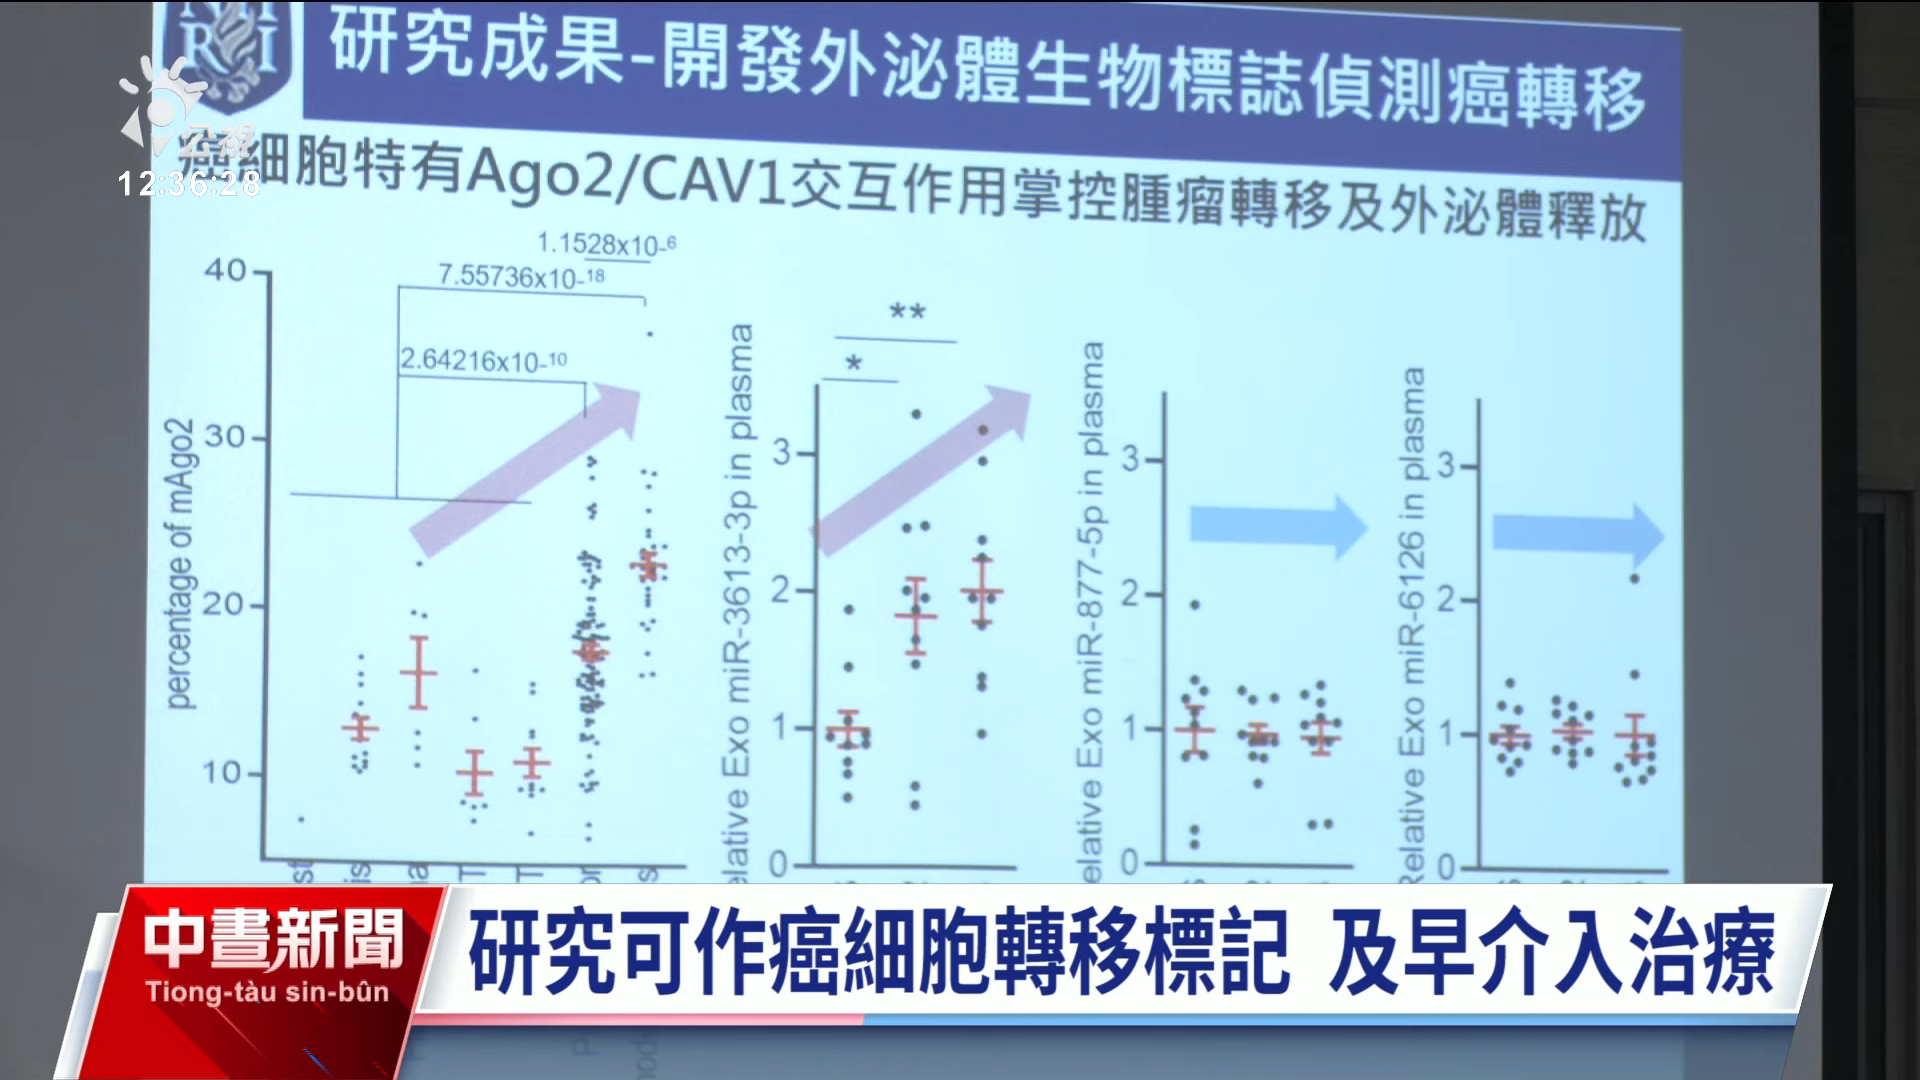 研究成果-開發外泌體生物標誌偵測癌轉移
公視
12:36:28
癌細胞特有Ago2/CAV1交互作用掌控腫瘤轉移及外泌體釋放
1.1528x10-6
7.55736x10-18
2.64216x10-10
percentage of mAgo2
40
30
20
10
Exo miR-3613-3p in plasma
**
*
3
2
1
0
Exo miR-877-5p in plasma
3
2
1
0
Relative Exo miR-6126 in plasma
3
2
1
0
中晝新聞
Tiong-tàu sin-bûn
研究可作癌細胞轉移標記 及早介入治療